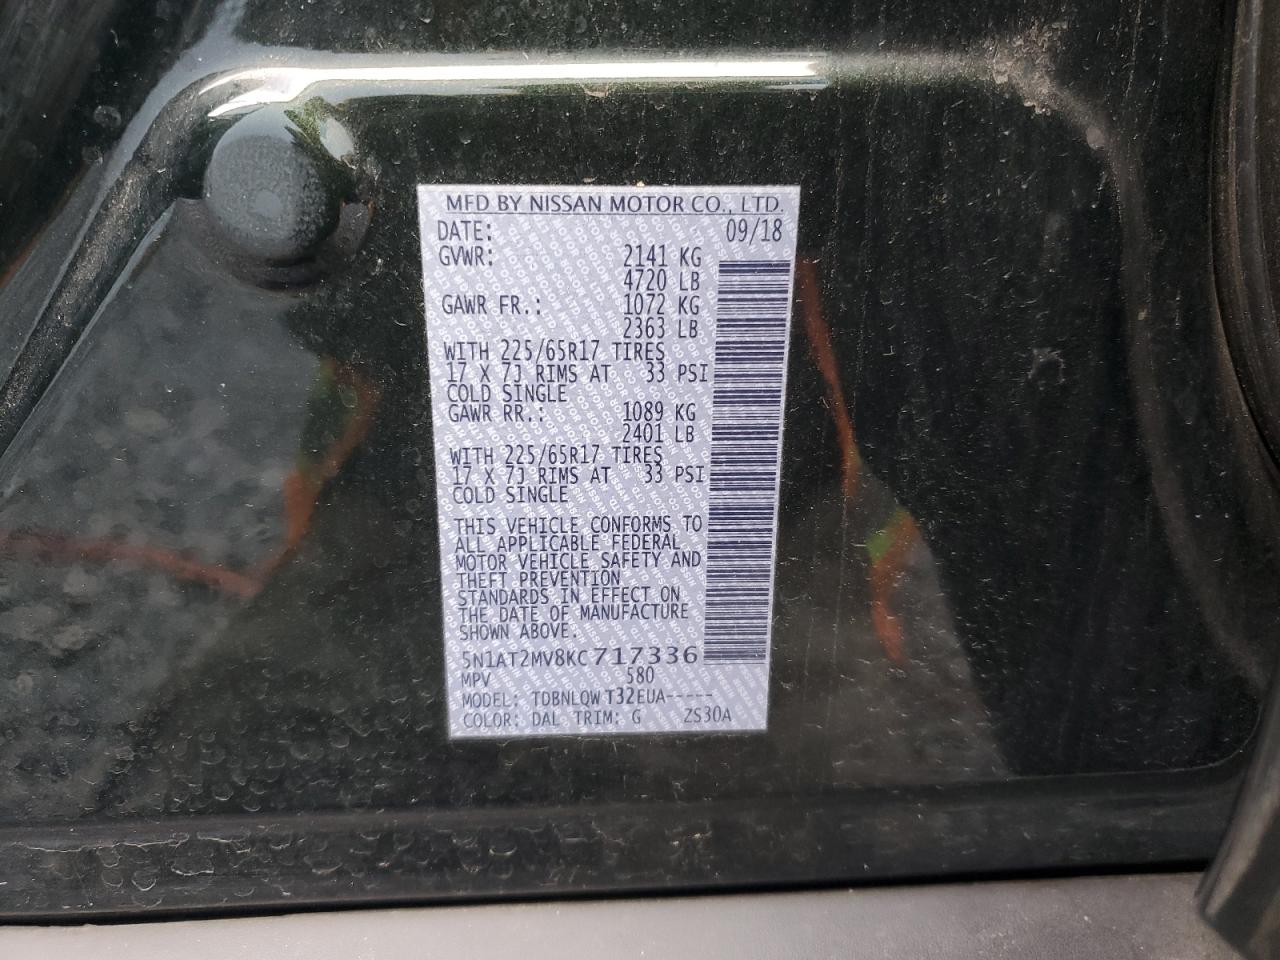 MFD BY NISSAN MOTOR CO., LTD.
DATE: 09/18
GVWR: 2141 KG
4720 LB
GAWR FR.: 1072 KG
2363 LB
WITH 225/65R17 TIRES
17 X 7J RIMS AT 33 PSI
COLD SINGLE
GAWR RR.: 1089 KG
2401 LB
WITH 225/65R17 TIRES
17 X 7J RIMS AT 33 PSI
COLD SINGLE
THIS VEHICLE CONFORMS TO
ALL APPLICABLE FEDERAL
MOTOR VEHICLE SAFETY AND
THEFT PREVENTION
STANDARDS IN EFFECT ON
THE DATE OF MANUFACTURE
SHOWN ABOVE:
5N1AT2MV8KC717336
MPV 580
MODEL: TDBNLQW T32EUA-----
COLOR: DAL TRIM: G ZS30A